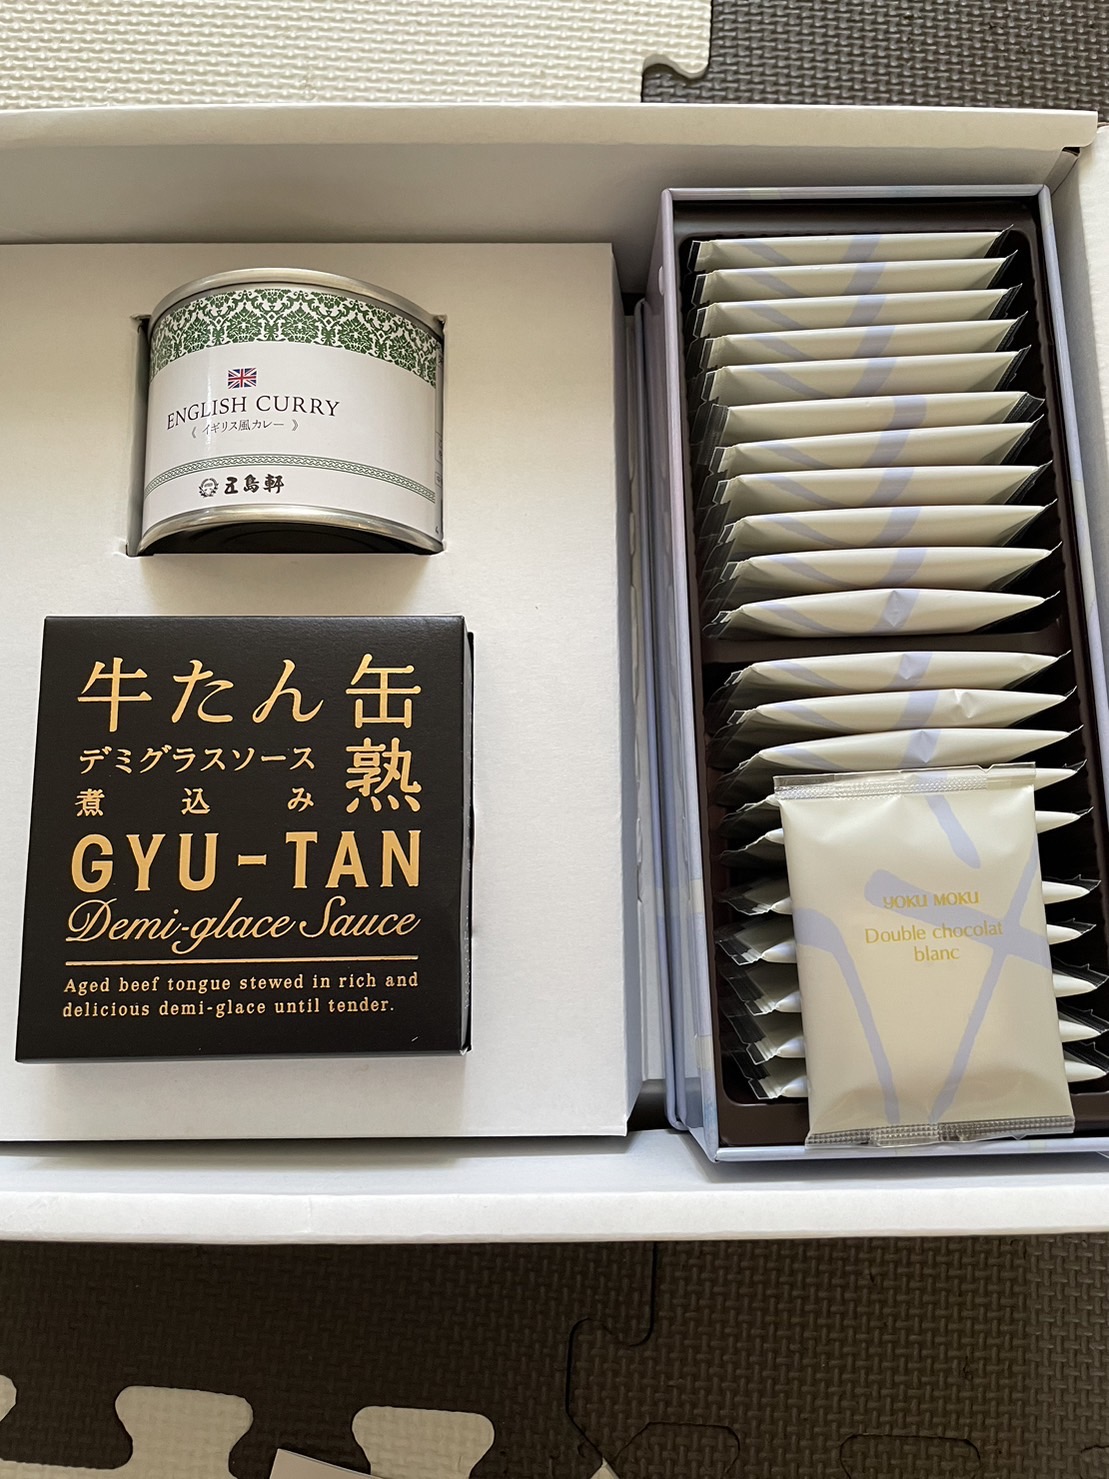 ENGLISH CURRY
《 イギリス風カレー 》
五島軒
牛たん缶
デミグラスソース
煮込み
熟
GYU-TAN
Demi-glace Sauce
Aged beef tongue stewed in rich and
delicious demi-glace until tender.
YOKU MOKU
Double chocolat
blanc